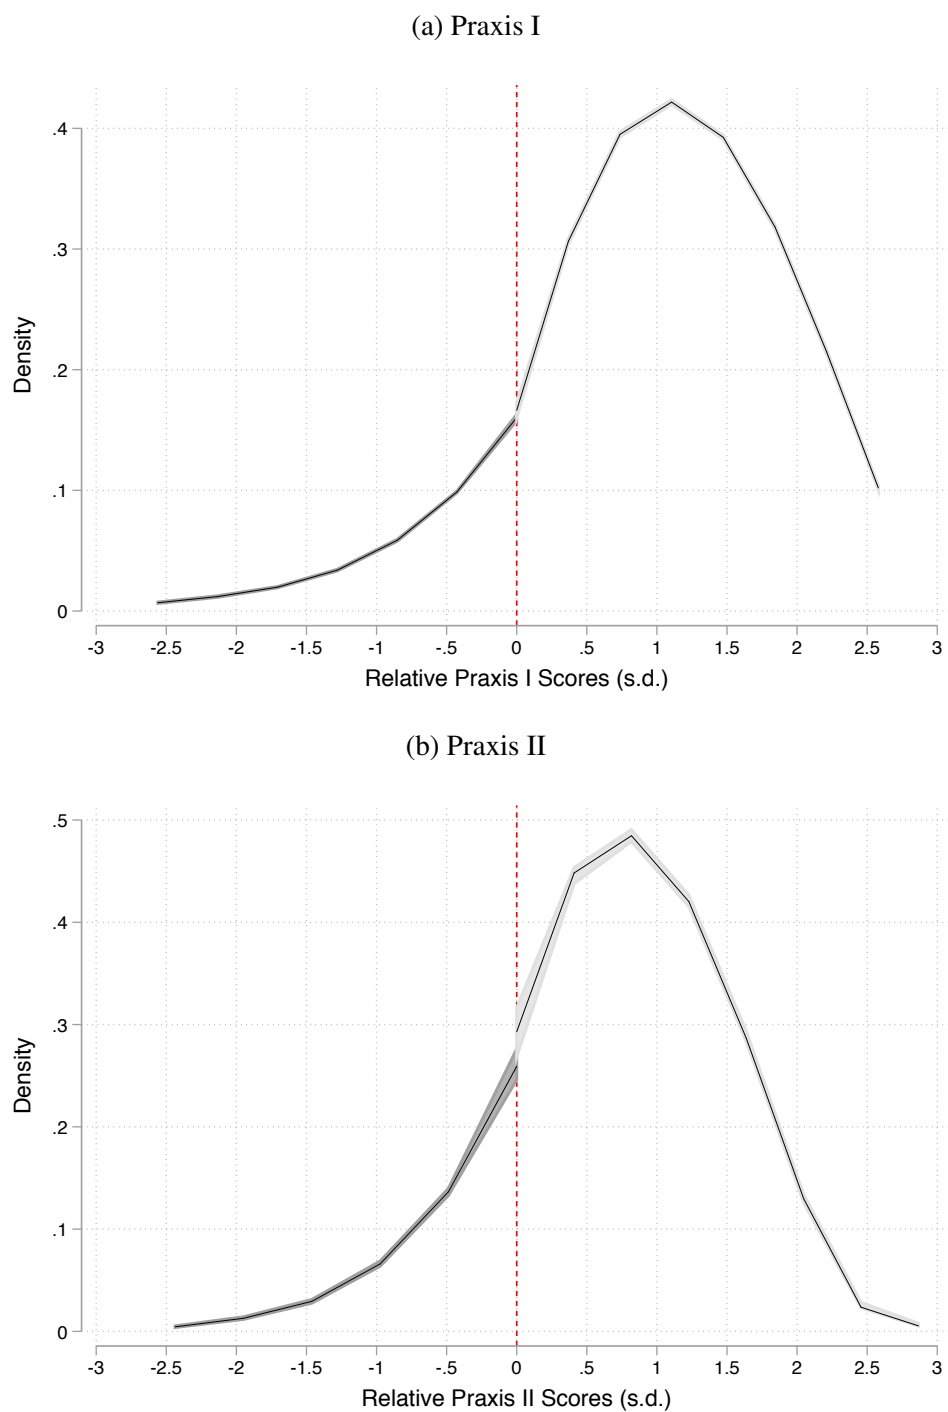 (a) Praxis I
.4
.3
.2
.1
0
Density
-3 -2.5 -2 -1.5 -1 -.5 0 .5 1 1.5 2 2.5 3
Relative Praxis I Scores (s.d.)
(b) Praxis II
.5
.4
.3
.2
.1
0
Density
-3 -2.5 -2 -1.5 -1 -.5 0 .5 1 1.5 2 2.5 3
Relative Praxis II Scores (s.d.)